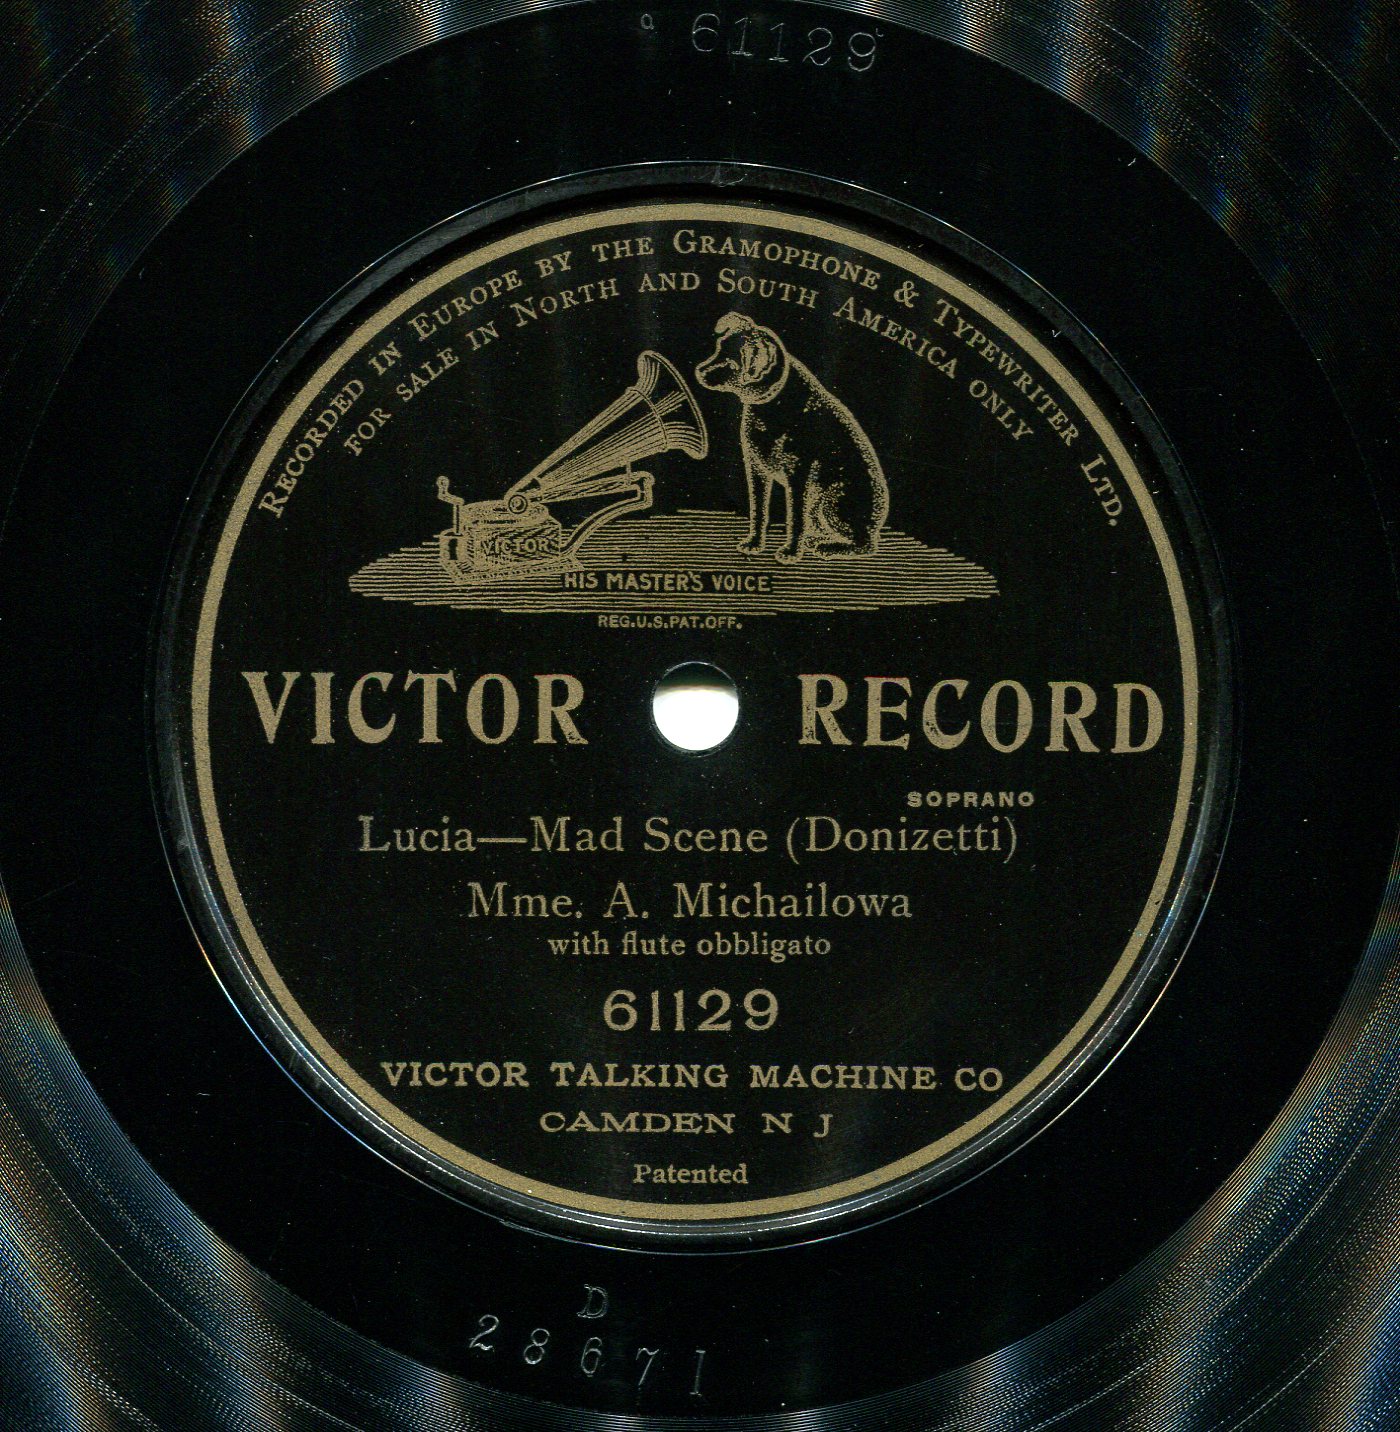 a 61129
Recorded in Europe by the Gramophone & Typewriter Ltd.
for sale in North and South America only
VICTOR
HIS MASTER'S VOICE
REG.U.S.PAT.OFF.
VICTOR RECORD
SOPRANO
Lucia—Mad Scene (Donizetti)
Mme. A. Michailowa
with flute obbligato
61129
VICTOR TALKING MACHINE CO
CAMDEN N J
Patented
D
28671